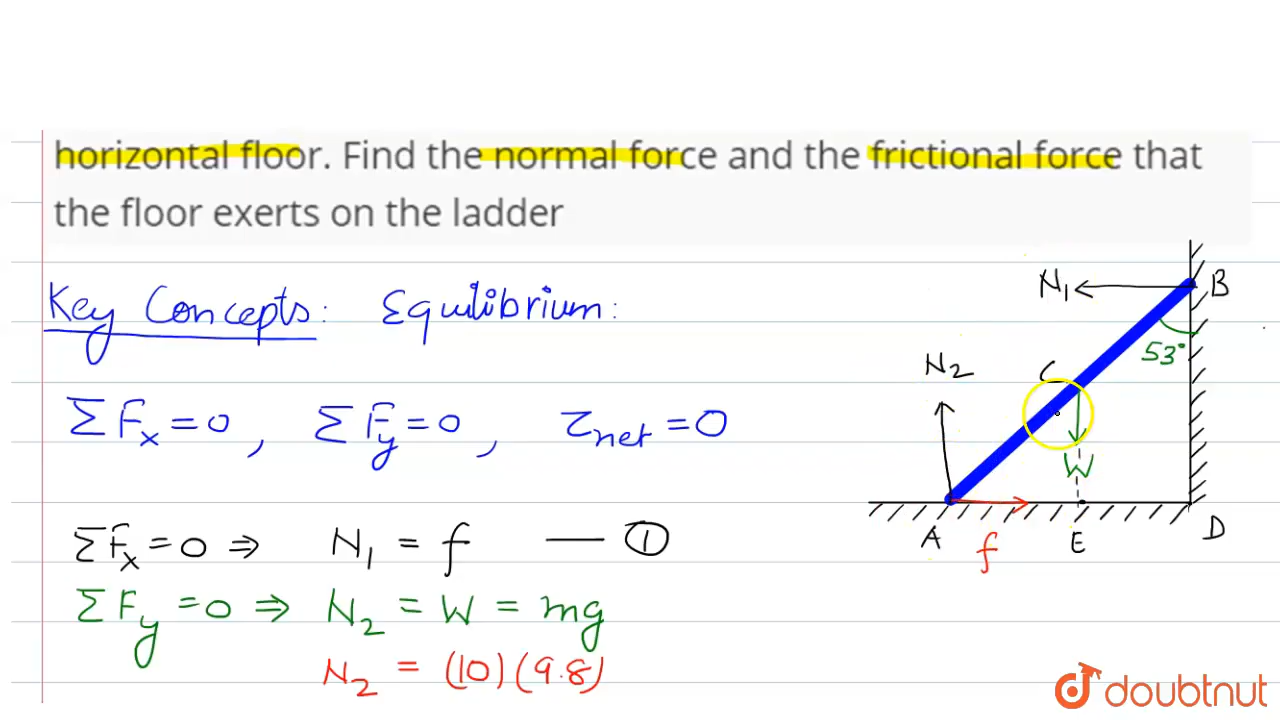 horizontal floor. Find the normal force and the frictional force that
the floor exerts on the ladder
Key Concepts: Equilibrium:
ΣFx = 0, ΣFy = 0, τnet = 0
ΣFx = 0 ⇒ N1 = f — ①
ΣFy = 0 ⇒ N2 = W = mg
N2 = (10)(9.8)
N1
B
53°
N2
C
W
A
f
E
D
doubtnut